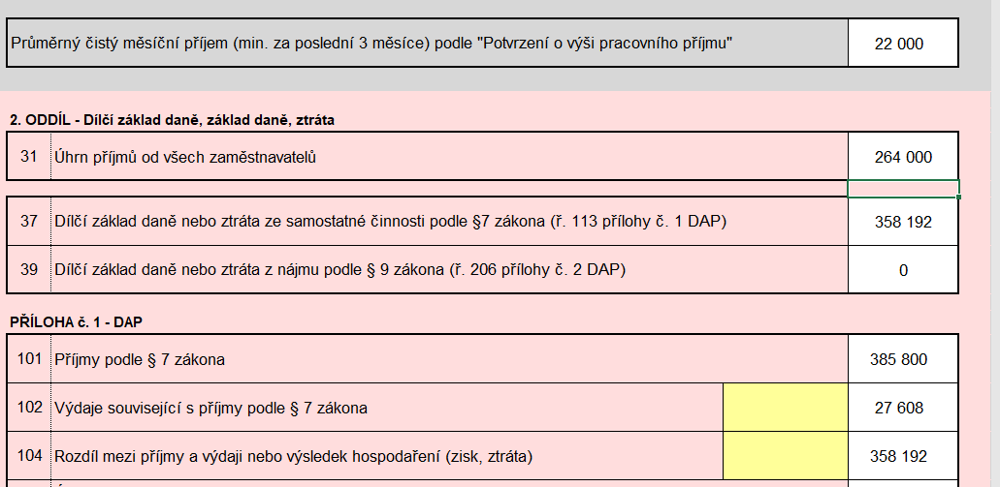 Průměrný čistý měsíční příjem (min. za poslední 3 měsíce) podle "Potvrzení o výši pracovního příjmu" 22 000
2. ODDÍL - Dílčí základ daně, základ daně, ztráta
31 Úhrn příjmů od všech zaměstnavatelů 264 000
37 Dílčí základ daně nebo ztráta ze samostatné činnosti podle §7 zákona (ř. 113 přílohy č. 1 DAP) 358 192
39 Dílčí základ daně nebo ztráta z nájmu podle § 9 zákona (ř. 206 přílohy č. 2 DAP) 0
PŘÍLOHA č. 1 - DAP
101 Příjmy podle § 7 zákona 385 800
102 Výdaje související s příjmy podle § 7 zákona 27 608
104 Rozdíl mezi příjmy a výdaji nebo výsledek hospodaření (zisk, ztráta) 358 192